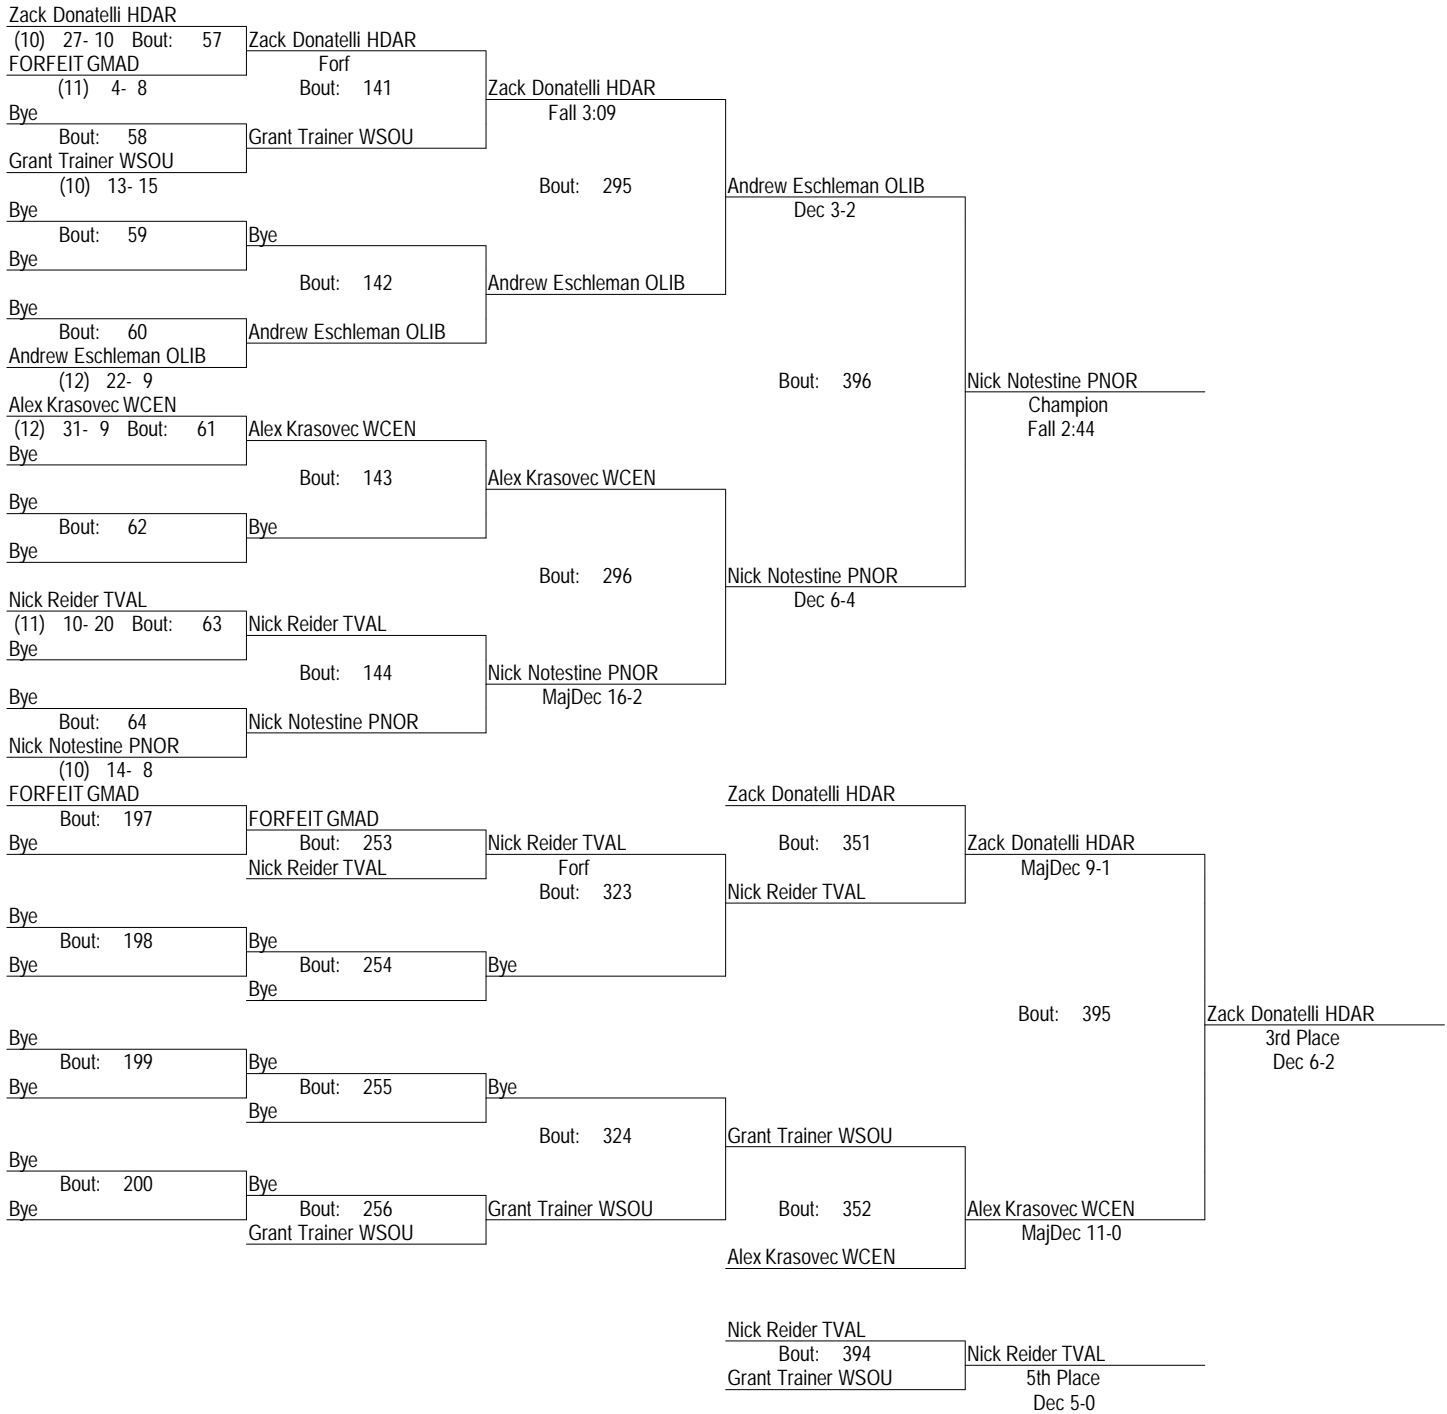 Zack Donatelli HDAR
(10) 27- 10 Bout: 57 Zack Donatelli HDAR
FORFEIT GMAD Forf
(11) 4- 8 Bout: 141 Zack Donatelli HDAR
Bye Fall 3:09
Bout: 58 Grant Trainer WSOU
Grant Trainer WSOU
(10) 13- 15 Bout: 295 Andrew Eschleman OLIB
Bye Dec 3-2
Bout: 59 Bye
Bye
Bout: 142 Andrew Eschleman OLIB
Bye
Bout: 60 Andrew Eschleman OLIB
Andrew Eschleman OLIB
(12) 22- 9 Bout: 396 Nick Notestine PNOR
Alex Krasovec WCEN Champion
(12) 31- 9 Bout: 61 Alex Krasovec WCEN Fall 2:44
Bye
Bout: 143 Alex Krasovec WCEN
Bye
Bout: 62 Bye
Bye
Bout: 296 Nick Notestine PNOR
Nick Reider TVAL Dec 6-4
(11) 10- 20 Bout: 63 Nick Reider TVAL
Bye
Bout: 144 Nick Notestine PNOR
Bye MajDec 16-2
Bout: 64 Nick Notestine PNOR
Nick Notestine PNOR
(10) 14- 8
FORFEIT GMAD Zack Donatelli HDAR
Bout: 197 FORFEIT GMAD
Bye Bout: 253 Nick Reider TVAL Bout: 351 Zack Donatelli HDAR
Nick Reider TVAL Forf MajDec 9-1
Bout: 323 Nick Reider TVAL
Bye
Bout: 198 Bye
Bye Bout: 254 Bye
Bye
Bout: 395 Zack Donatelli HDAR
Bye 3rd Place
Bout: 199 Bye Dec 6-2
Bye Bout: 255 Bye
Bye
Bout: 324 Grant Trainer WSOU
Bye
Bout: 200 Bye
Bye Bout: 256 Grant Trainer WSOU Bout: 352 Alex Krasovec WCEN
Grant Trainer WSOU MajDec 11-0
Alex Krasovec WCEN
Nick Reider TVAL
Bout: 394 Nick Reider TVAL
Grant Trainer WSOU 5th Place
Dec 5-0